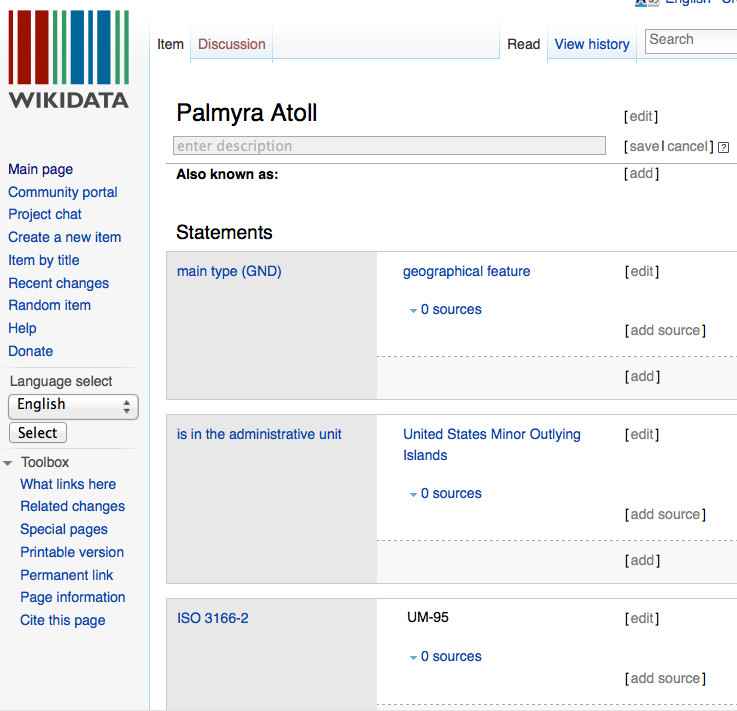 English
WIKIDATA
Item
Discussion
Read
View history
Search
Palmyra Atoll
[edit]
enter description
[save|cancel] ?
Also known as:
[add]
Main page
Community portal
Project chat
Create a new item
Item by title
Recent changes
Random item
Help
Donate
Language select
English
Select
Toolbox
What links here
Related changes
Special pages
Printable version
Permanent link
Page information
Cite this page
Statements
main type (GND)
geographical feature
[edit]
0 sources
[add source]
[add]
is in the administrative unit
United States Minor Outlying
Islands
[edit]
0 sources
[add source]
[add]
ISO 3166-2
UM-95
[edit]
0 sources
[add source]